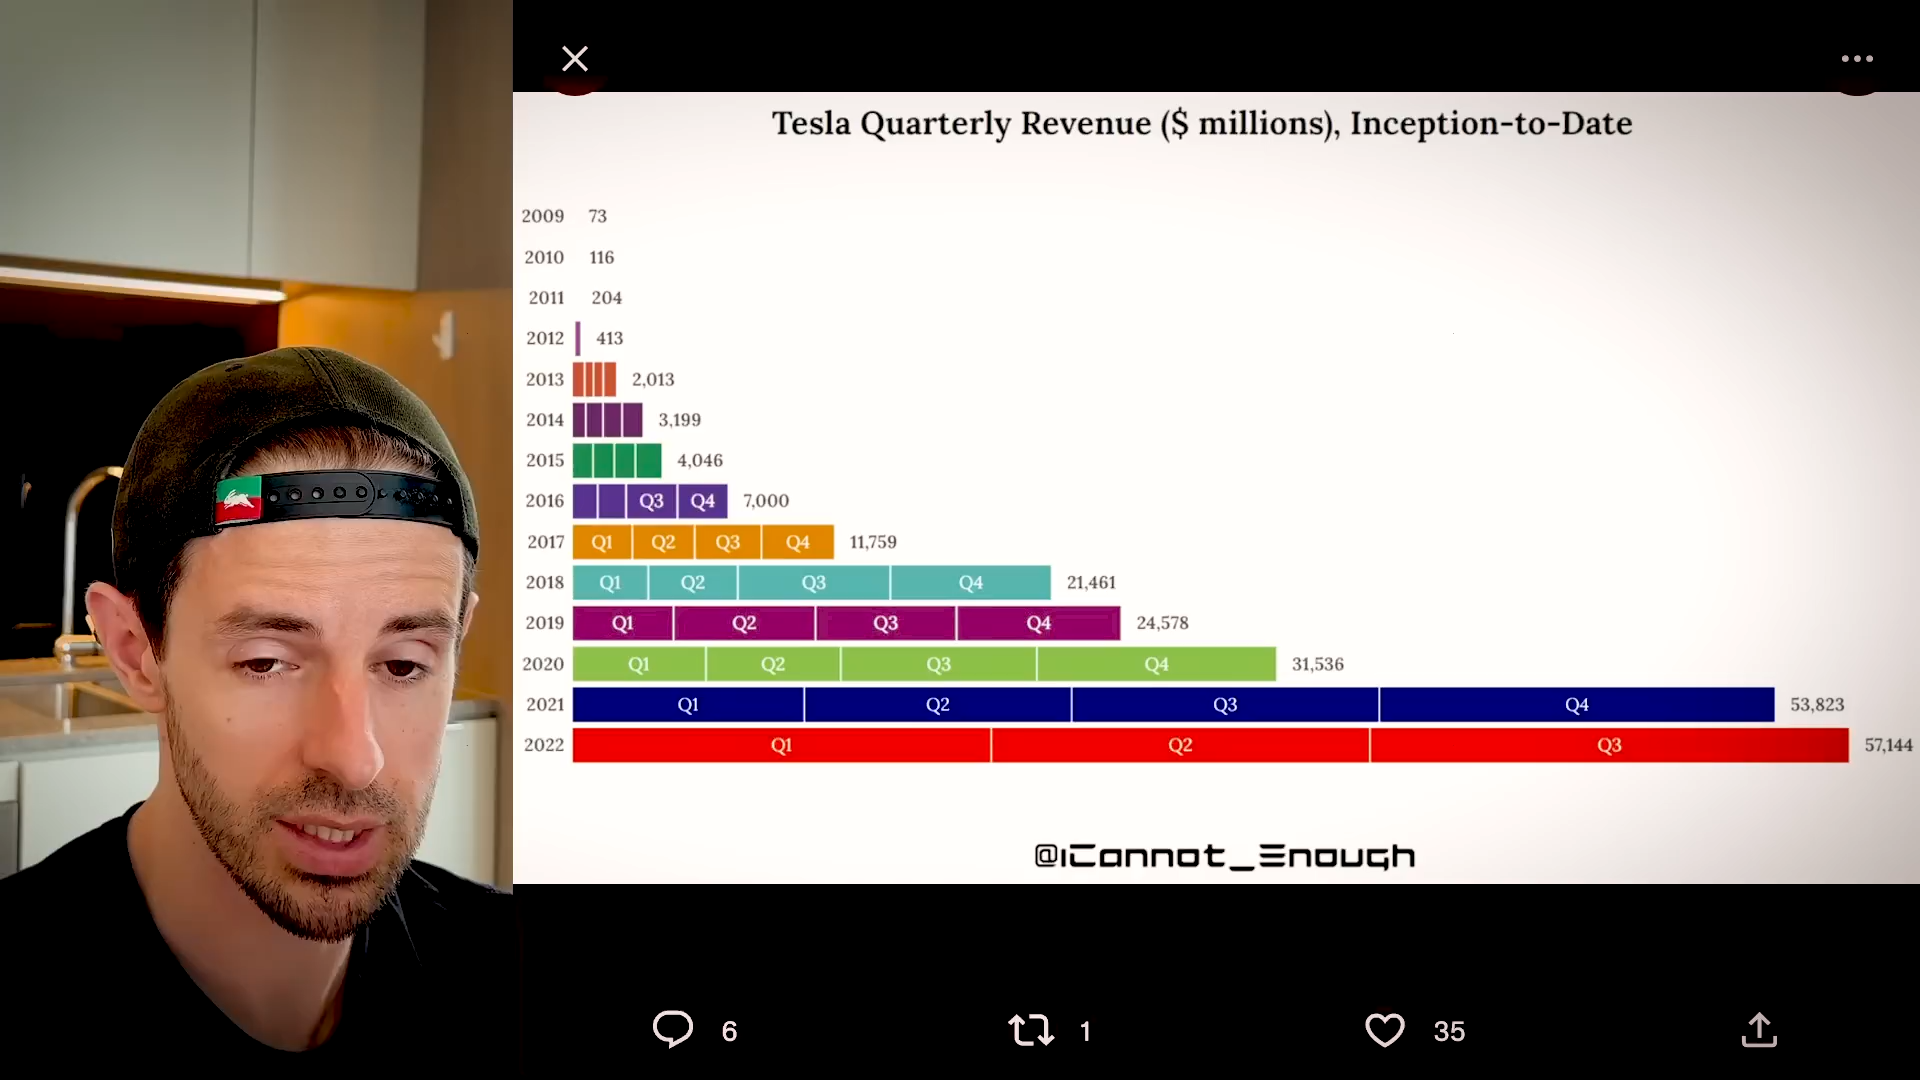 Tesla Quarterly Revenue ($ millions), Inception-to-Date
2009 73
2010 116
2011 204
2012 413
2013 2,013
2014 3,199
2015 4,046
2016 Q3 Q4 7,000
2017 Q1 Q2 Q3 Q4 11,759
2018 Q1 Q2 Q3 Q4 21,461
2019 Q1 Q2 Q3 Q4 24,578
2020 Q1 Q2 Q3 Q4 31,536
2021 Q1 Q2 Q3 Q4 53,823
2022 Q1 Q2 Q3 57,144
@iCannot_Enough
6 1 35